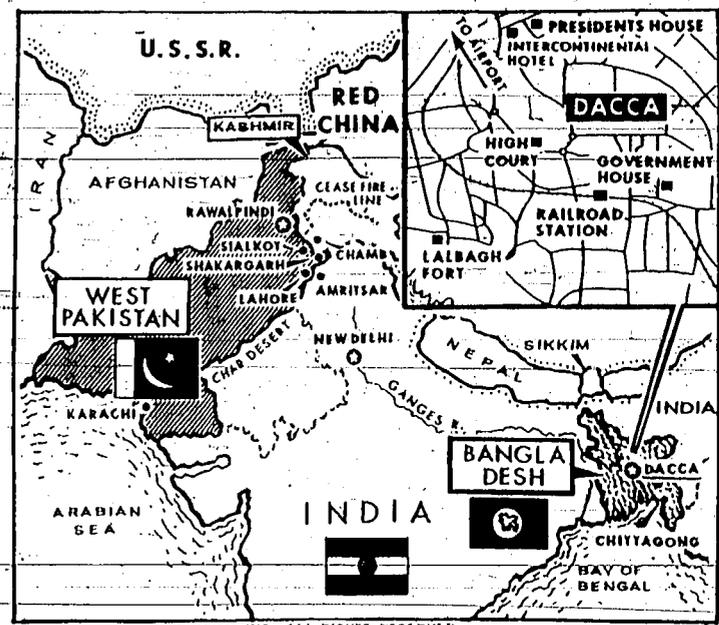 U.S.S.R.
RED
CHINA
KASHMIR
IRAN
AFGHANISTAN
CEASE FIRE
LINE
RAWALPINDI
SIALKOT
CHAMB
SHAKARGARH
LAHORE
AMRITSAR
WEST
PAKISTAN
CHAR DESERT
NEW DELHI
KARACHI
NEPAL
SIKKIM
GANGES R.
INDIA
BANGLA
DESH
DACCA
ARABIAN
SEA
INDIA
CHITTAGONG
BAY OF
BENGAL
TO AIRPORT
PRESIDENTS HOUSE
INTERCONTINENTAL
HOTEL
DACCA
HIGH
COURT
GOVERNMENT
HOUSE
RAILROAD
STATION
LALBAGH
FORT